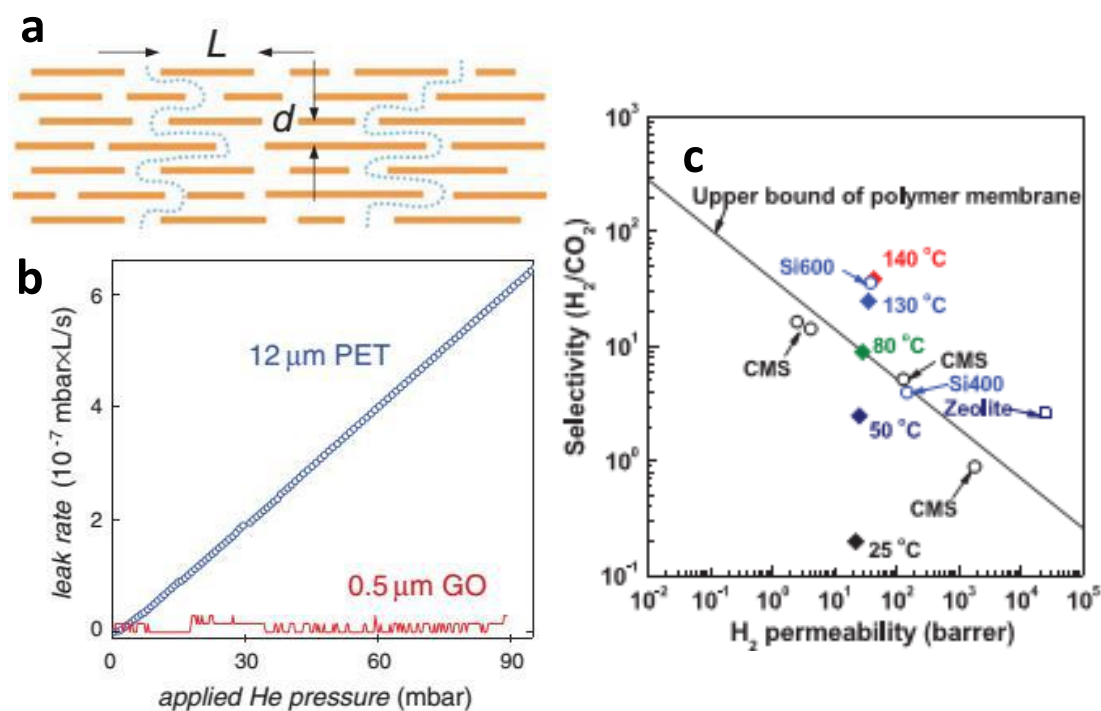 a
L
d
b
6
4
2
0
leak rate (10⁻⁷ mbar×L/s)
12 µm PET
0.5 µm GO
0 30 60 90
applied He pressure (mbar)
c
10³
10²
10¹
10⁰
10⁻¹
Selectivity (H₂/CO₂)
Upper bound of polymer membrane
Si600
140 °C
130 °C
80 °C
CMS
CMS
Si400
Zeolite
50 °C
CMS
25 °C
10⁻² 10⁻¹ 10⁰ 10¹ 10² 10³ 10⁴ 10⁵
H₂ permeability (barrer)